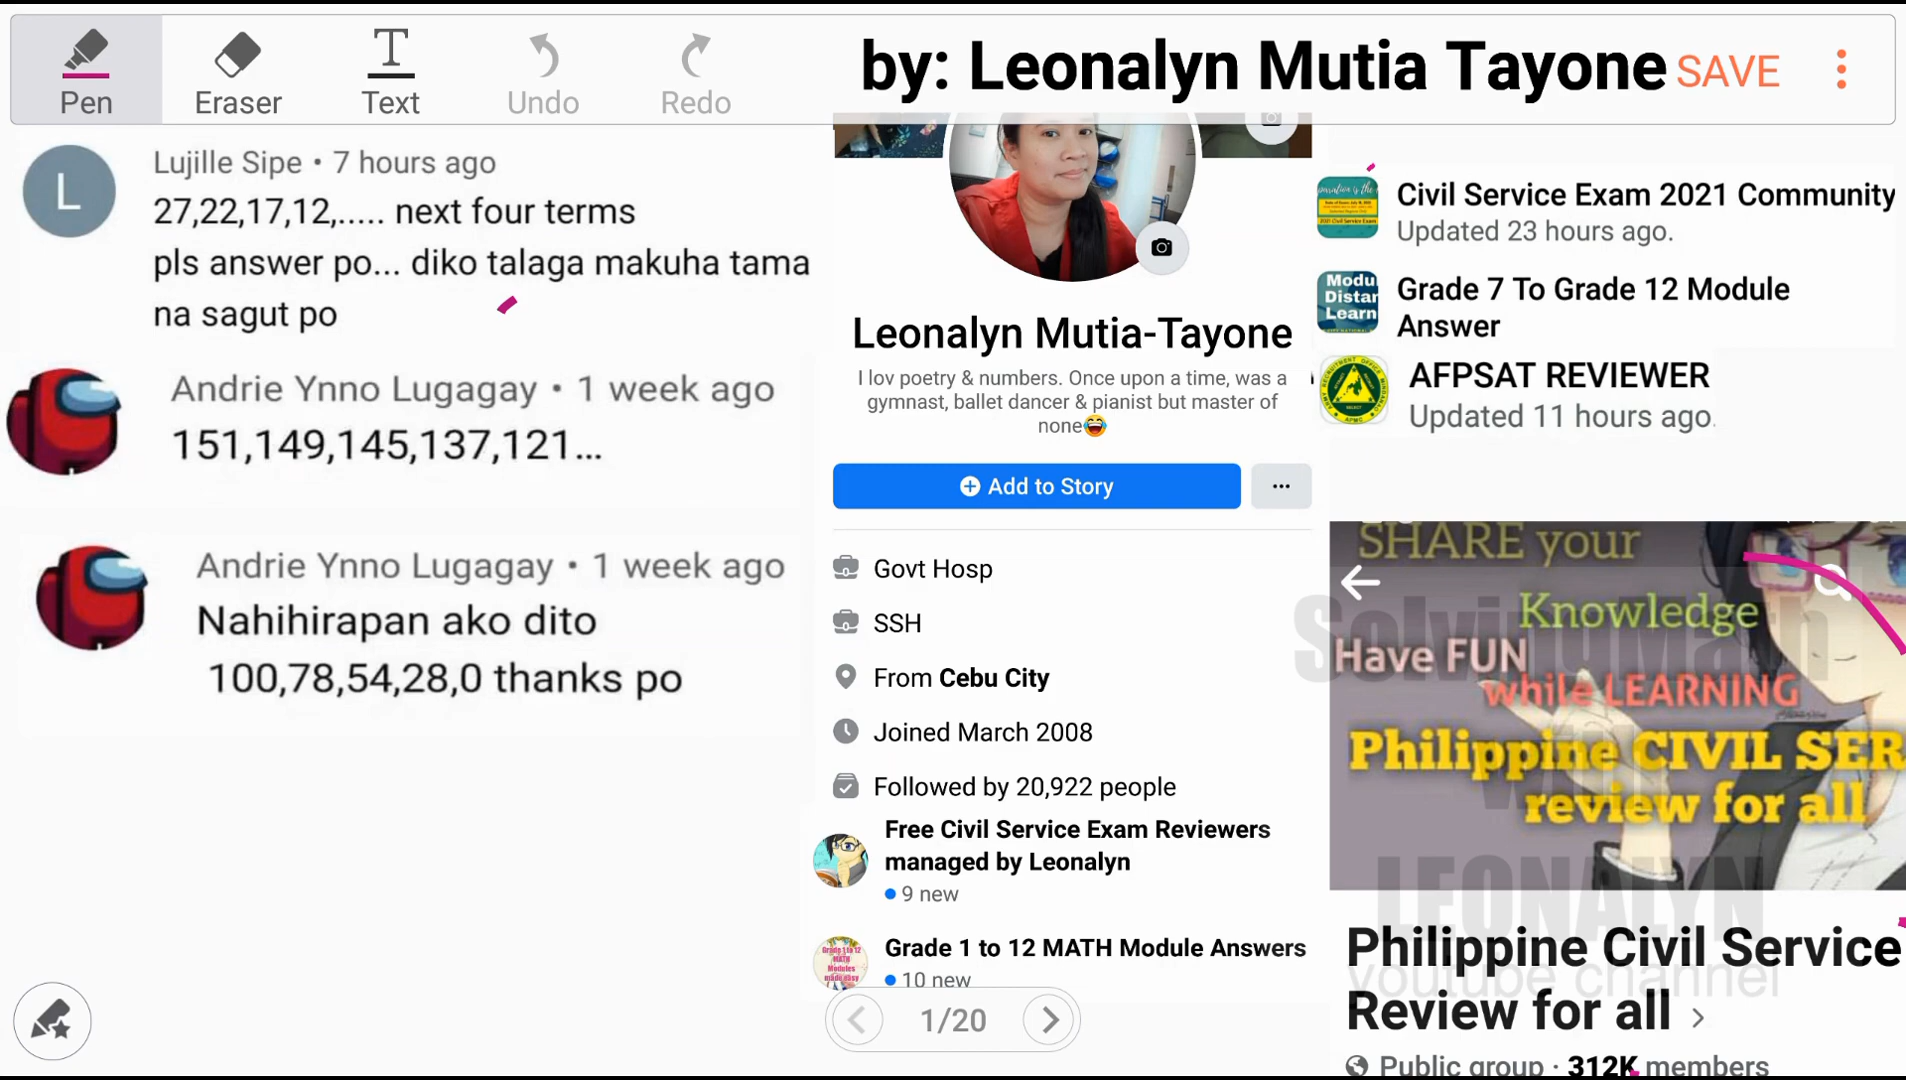 Pen
Eraser
Text
Undo
Redo
by: Leonalyn Mutia Tayone
SAVE
L
Lujille Sipe • 7 hours ago
27,22,17,12,..... next four terms
pls answer po... diko talaga makuha tama
na sagut po
Andrie Ynno Lugagay • 1 week ago
151,149,145,137,121...
Andrie Ynno Lugagay • 1 week ago
Nahihirapan ako dito
100,78,54,28,0 thanks po
Leonalyn Mutia-Tayone
I lov poetry & numbers. Once upon a time, was a
gymnast, ballet dancer & pianist but master of
none😂
Add to Story
...
Govt Hosp
SSH
From Cebu City
Joined March 2008
Followed by 20,922 people
Free Civil Service Exam Reviewers
managed by Leonalyn
9 new
Grade 1 to 12 MATH Module Answers
10 new
1/20
Civil Service Exam 2021 Community
Updated 23 hours ago.
Modu
Distar
Learn
Grade 7 To Grade 12 Module
Answer
AFPSAT REVIEWER
Updated 11 hours ago.
SHARE your
Knowledge
Have FUN
while LEARNING
Philippine CIVIL SER
review for all
SolvingMath
with
LEONALYN
youtube channel
Philippine Civil Service
Review for all >
Public group · 312K members